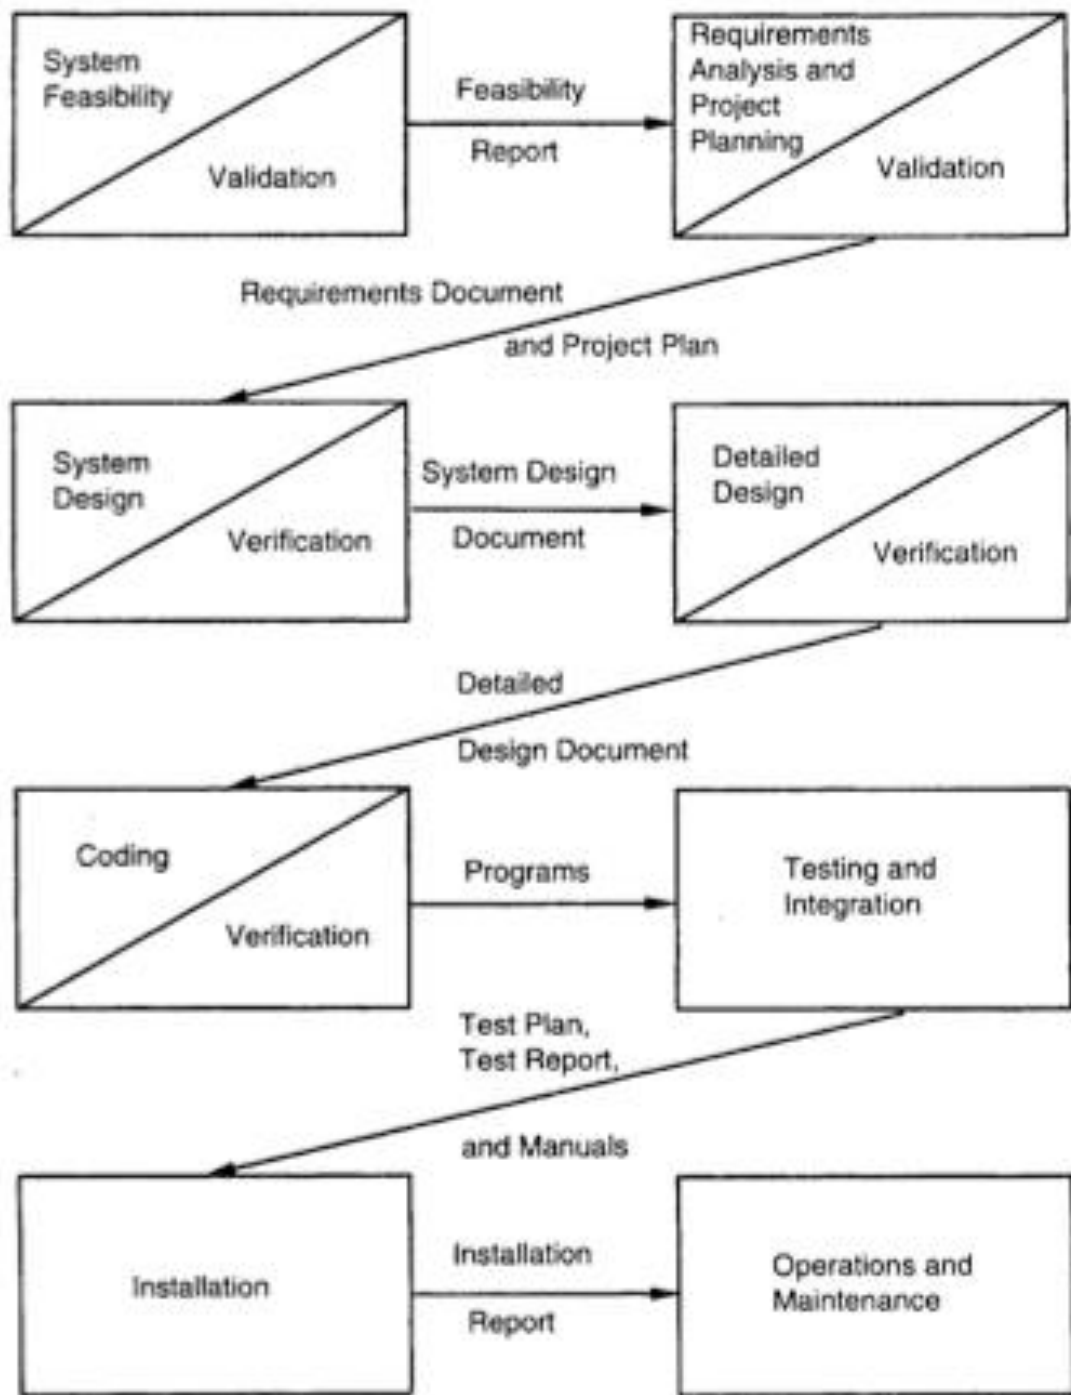 System
Feasibility
Validation
Feasibility
Report
Requirements
Analysis and
Project
Planning
Validation
Requirements Document
and Project Plan
System
Design
Verification
System Design
Document
Detailed
Design
Verification
Detailed
Design Document
Coding
Verification
Programs
Testing and
Integration
Test Plan,
Test Report,
and Manuals
Installation
Installation
Report
Operations and
Maintenance